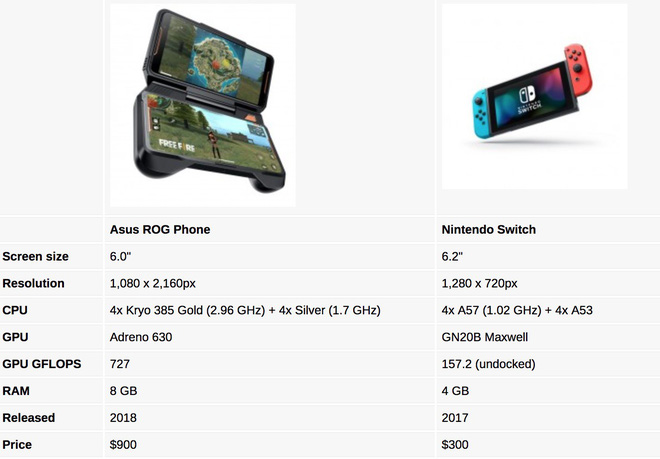 FREE FIRE
NINTENDO
SWITCH
Asus ROG Phone Nintendo Switch
Screen size 6.0" 6.2"
Resolution 1,080 x 2,160px 1,280 x 720px
CPU 4x Kryo 385 Gold (2.96 GHz) + 4x Silver (1.7 GHz) 4x A57 (1.02 GHz) + 4x A53
GPU Adreno 630 GN20B Maxwell
GPU GFLOPS 727 157.2 (undocked)
RAM 8 GB 4 GB
Released 2018 2017
Price $900 $300